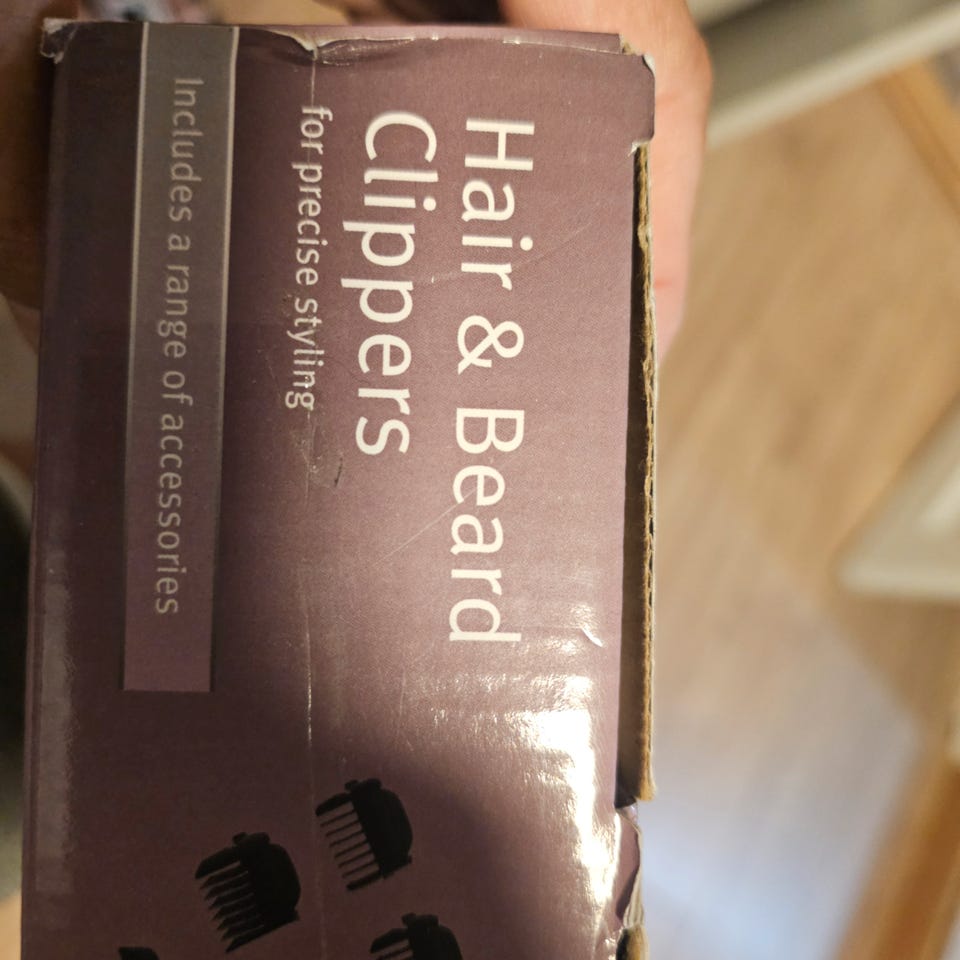 Hair & Beard
Clippers
for precise styling
Includes a range of accessories